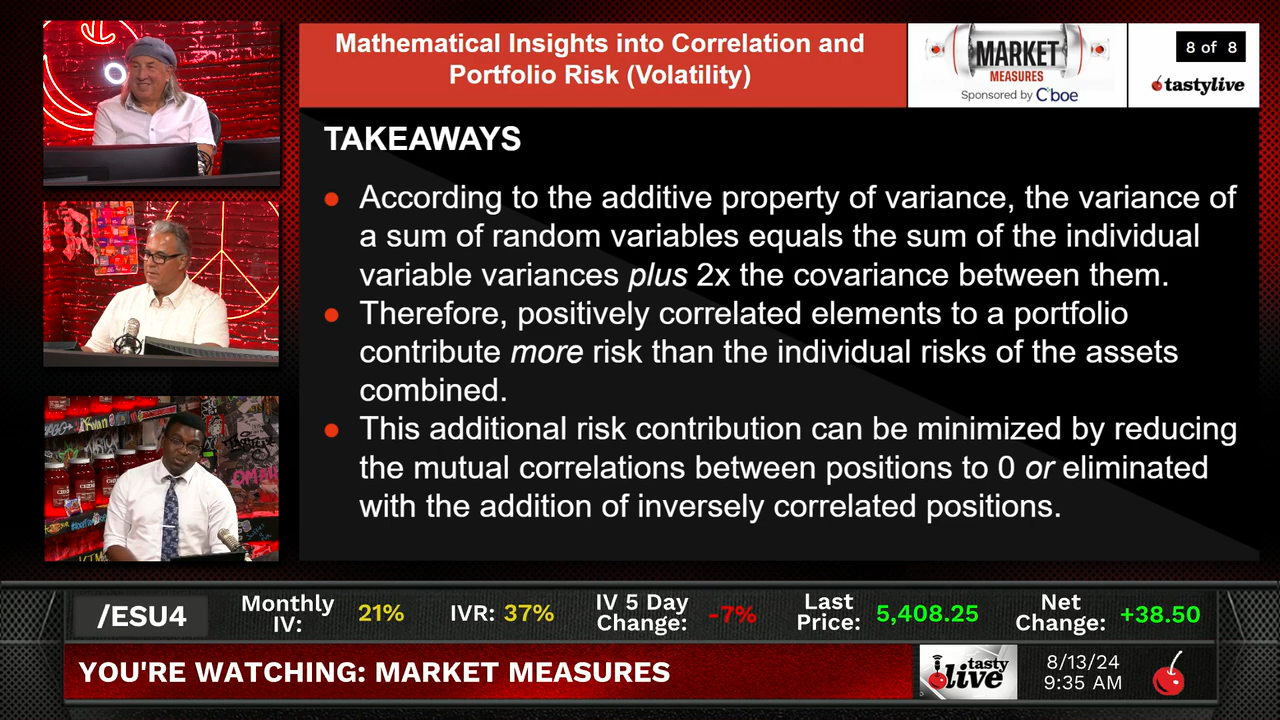 Mathematical Insights into Correlation and
Portfolio Risk (Volatility)
MARKET
MEASURES
Sponsored by Cboe
8 of 8
tastylive
TAKEAWAYS
● According to the additive property of variance, the variance of
a sum of random variables equals the sum of the individual
variable variances plus 2x the covariance between them.
● Therefore, positively correlated elements to a portfolio
contribute more risk than the individual risks of the assets
combined.
● This additional risk contribution can be minimized by reducing
the mutual correlations between positions to 0 or eliminated
with the addition of inversely correlated positions.
/ESU4
Monthly
IV:
21%
IVR: 37%
IV 5 Day
Change:
-7%
Last
Price:
5,408.25
Net
Change:
+38.50
YOU'RE WATCHING: MARKET MEASURES
tasty
live
8/13/24
9:35 AM